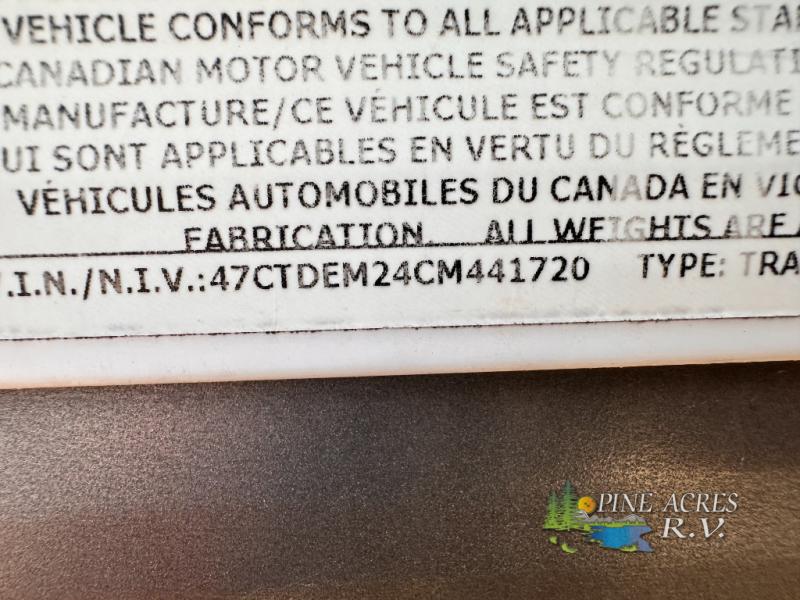 VEHICLE CONFORMS TO ALL APPLICABLE
CANADIAN MOTOR VEHICLE SAFETY
MANUFACTURE/CE VÉHICULE EST CONFORME
UI SONT APPLICABLES EN VERTU DU
VÉHICULES AUTOMOBILES DU CANADA EN
FABRICATION. ALL WEIGHTS ARE
.I.N./N.I.V.:47CTDEM24CM441720 TYPE:
PINE ACRES
R.V.